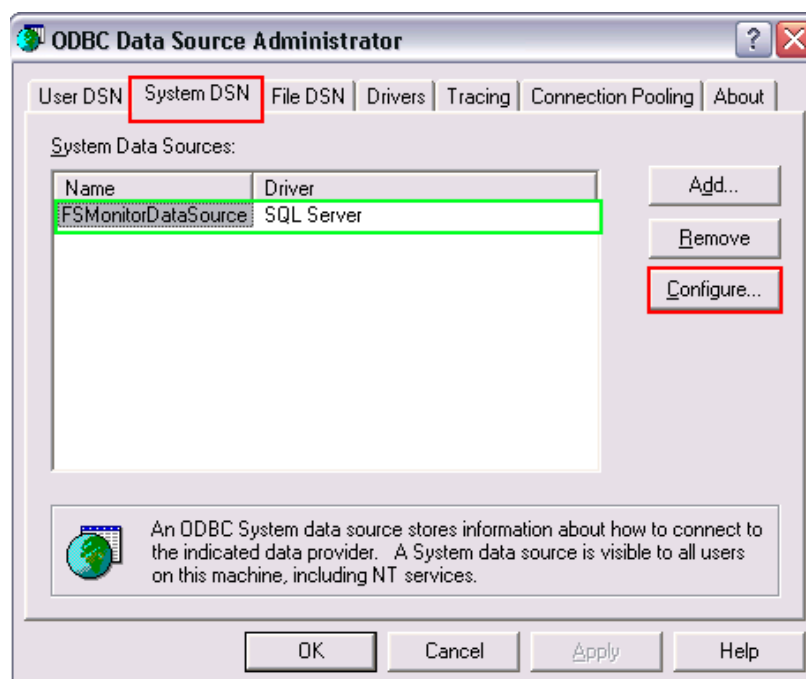 ODBC Data Source Administrator
User DSN System DSN File DSN Drivers Tracing Connection Pooling About
System Data Sources:
Name Driver
FSMonitorDataSource SQL Server
Add...
Remove
Configure...
An ODBC System data source stores information about how to connect to
the indicated data provider. A System data source is visible to all users
on this machine, including NT services.
OK Cancel Apply Help